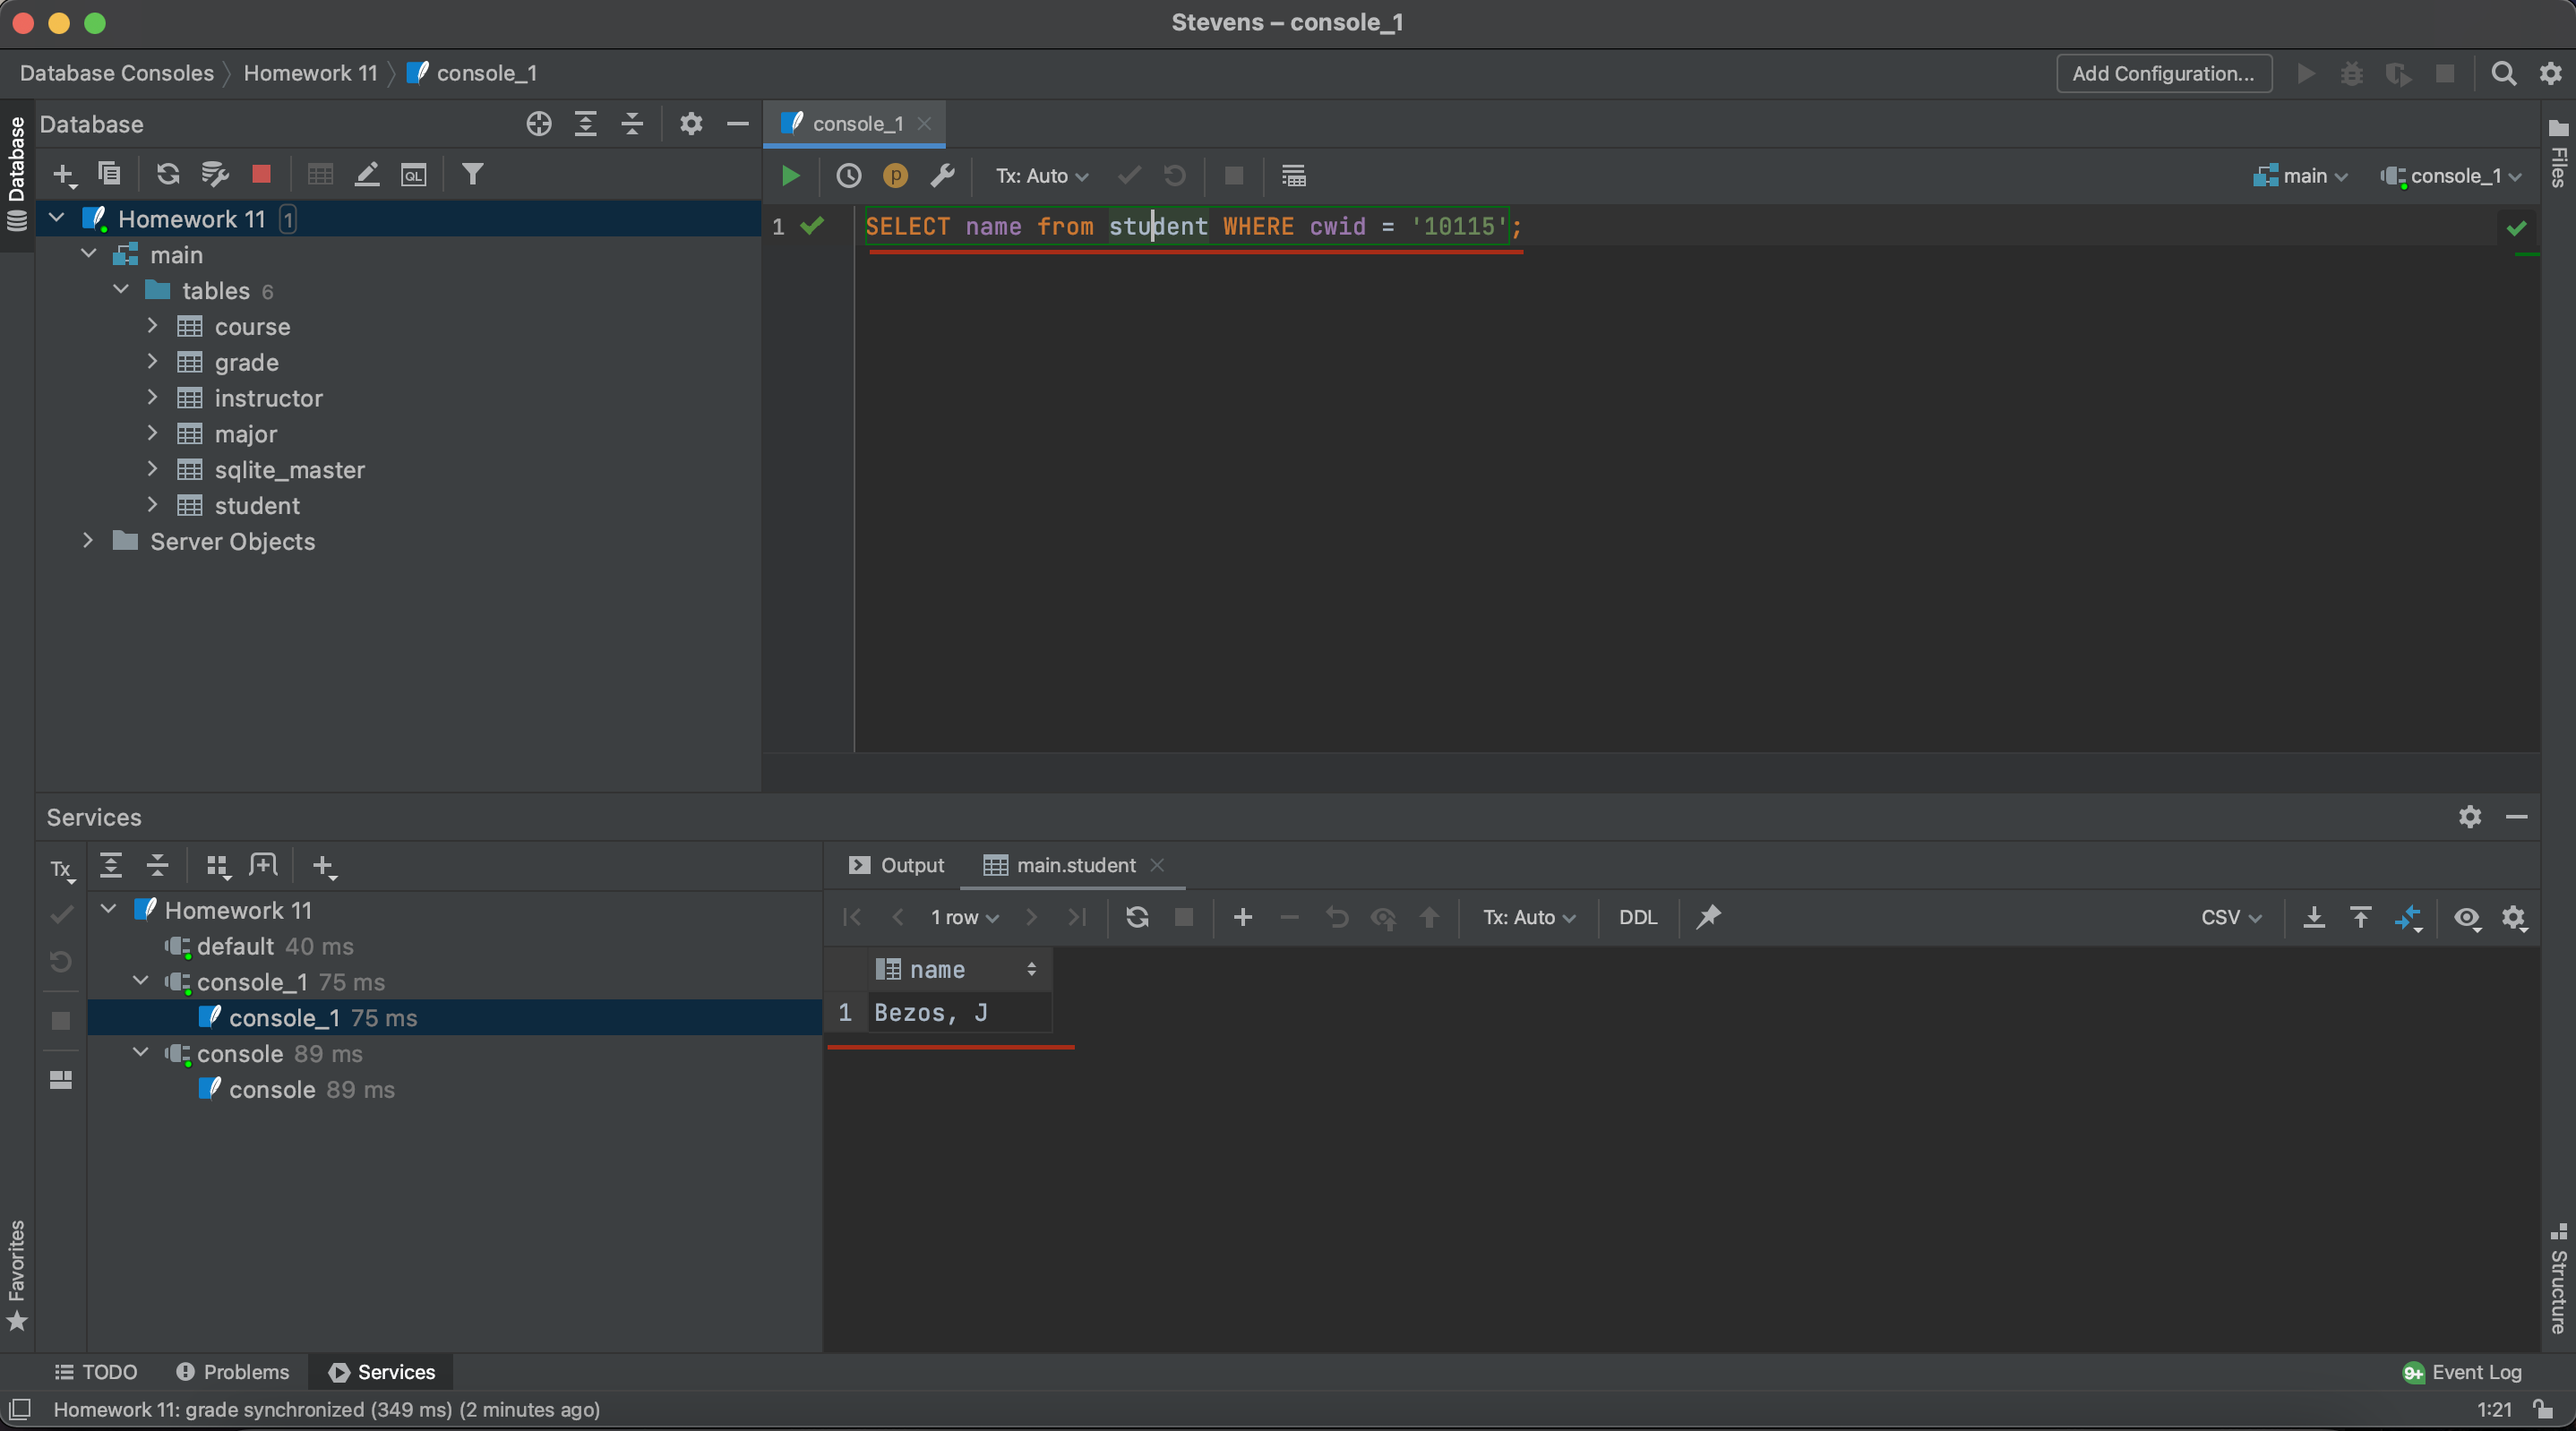 Stevens – console_1
Database Consoles Homework 11 console_1
Add Configuration...
Database
Database
console_1
Files
Tx: Auto
main console_1
Homework 11 1
main
tables 6
course
grade
instructor
major
sqlite_master
student
Server Objects
1 SELECT name from student WHERE cwid = '10115';
Services
Tx
Homework 11
default 40 ms
console_1 75 ms
console_1 75 ms
console 89 ms
console 89 ms
Output main.student
1 row Tx: Auto DDL CSV
name
1 Bezos, J
Favorites
Structure
TODO Problems Services
9+ Event Log
Homework 11: grade synchronized (349 ms) (2 minutes ago)
1:21